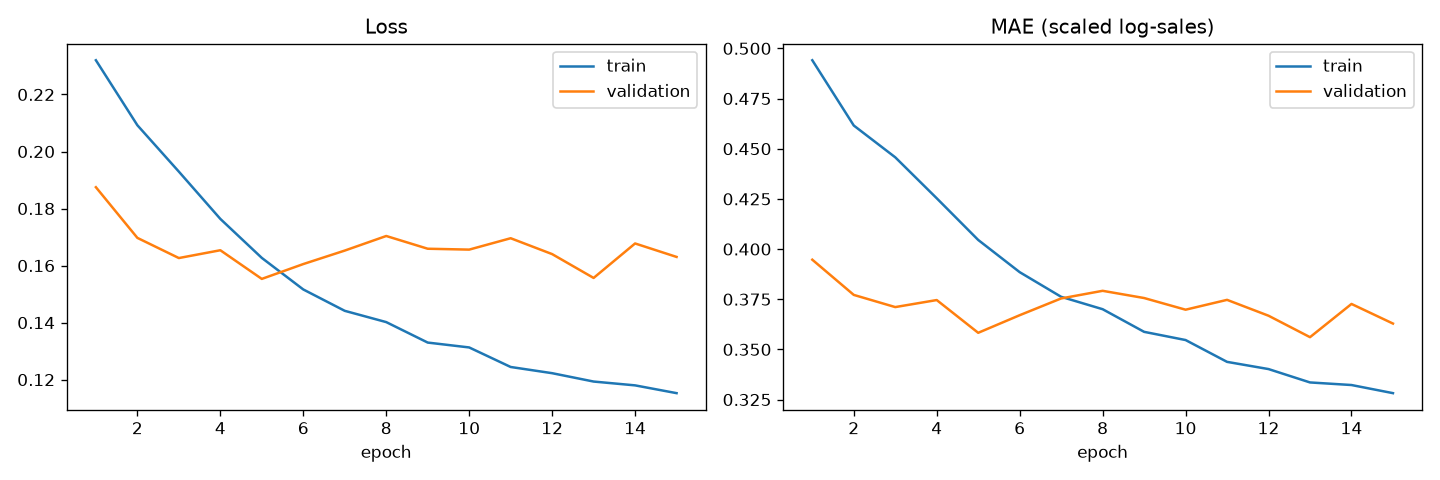 Loss
0.22
0.20
0.18
0.16
0.14
0.12
train
validation
2 4 6 8 10 12 14
epoch
MAE (scaled log-sales)
0.500
0.475
0.450
0.425
0.400
0.375
0.350
0.325
train
validation
2 4 6 8 10 12 14
epoch